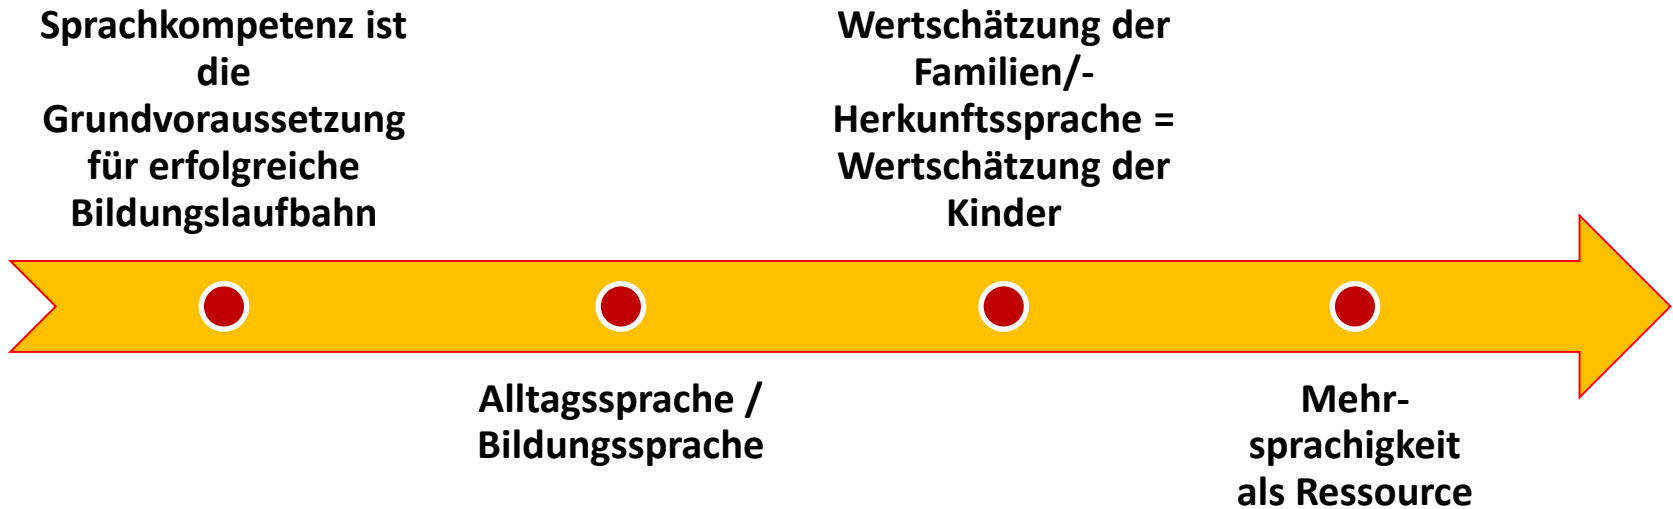 Sprachkompetenz ist
die
Grundvoraussetzung
für erfolgreiche
Bildungslaufbahn
Alltagssprache /
Bildungssprache
Wertschätzung der
Familien/-
Herkunftssprache =
Wertschätzung der
Kinder
Mehr-
sprachigkeit
als Ressource